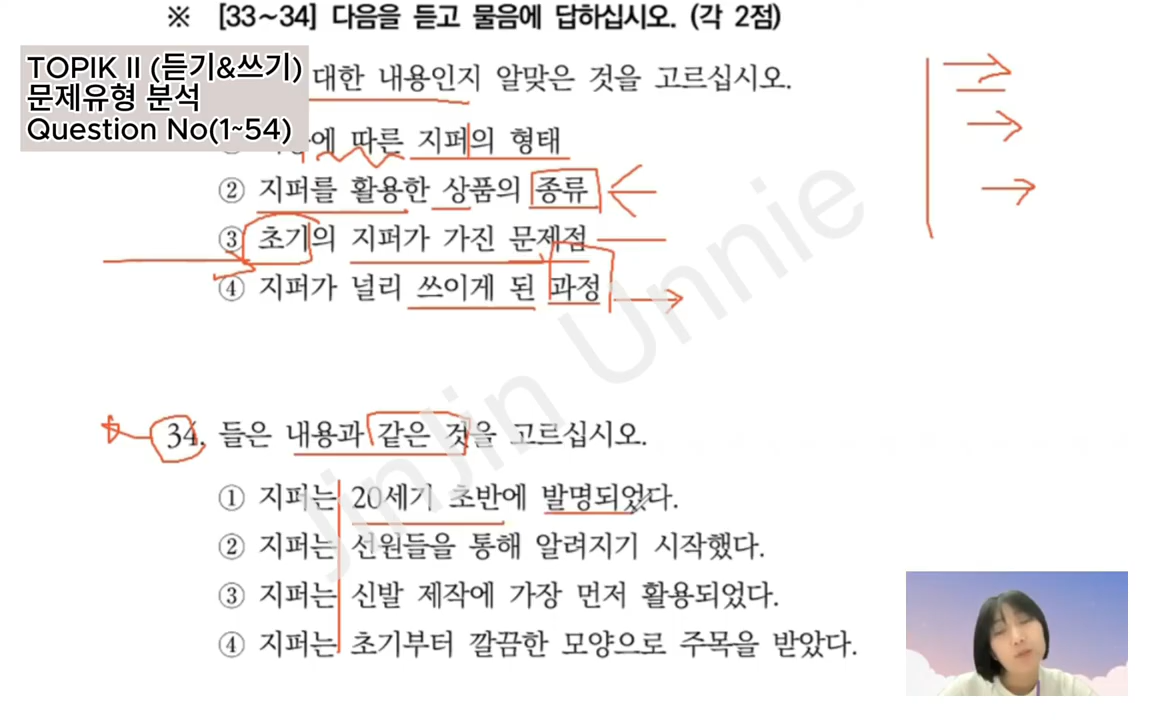 ※ [33~34] 다음을 듣고 물음에 답하십시오. (각 2점)
TOPIK II (듣기&쓰기)
문제유형 분석
Question No(1~54)
대한 내용인지 알맞은 것을 고르십시오.
에 따른 지퍼의 형태
② 지퍼를 활용한 상품의 종류
③ 초기의 지퍼가 가진 문제점
④ 지퍼가 널리 쓰이게 된 과정
34. 들은 내용과 같은 것을 고르십시오.
① 지퍼는 20세기 초반에 발명되었다.
② 지퍼는 선원들을 통해 알려지기 시작했다.
③ 지퍼는 신발 제작에 가장 먼저 활용되었다.
④ 지퍼는 초기부터 깔끔한 모양으로 주목을 받았다.
JinJin Unnie